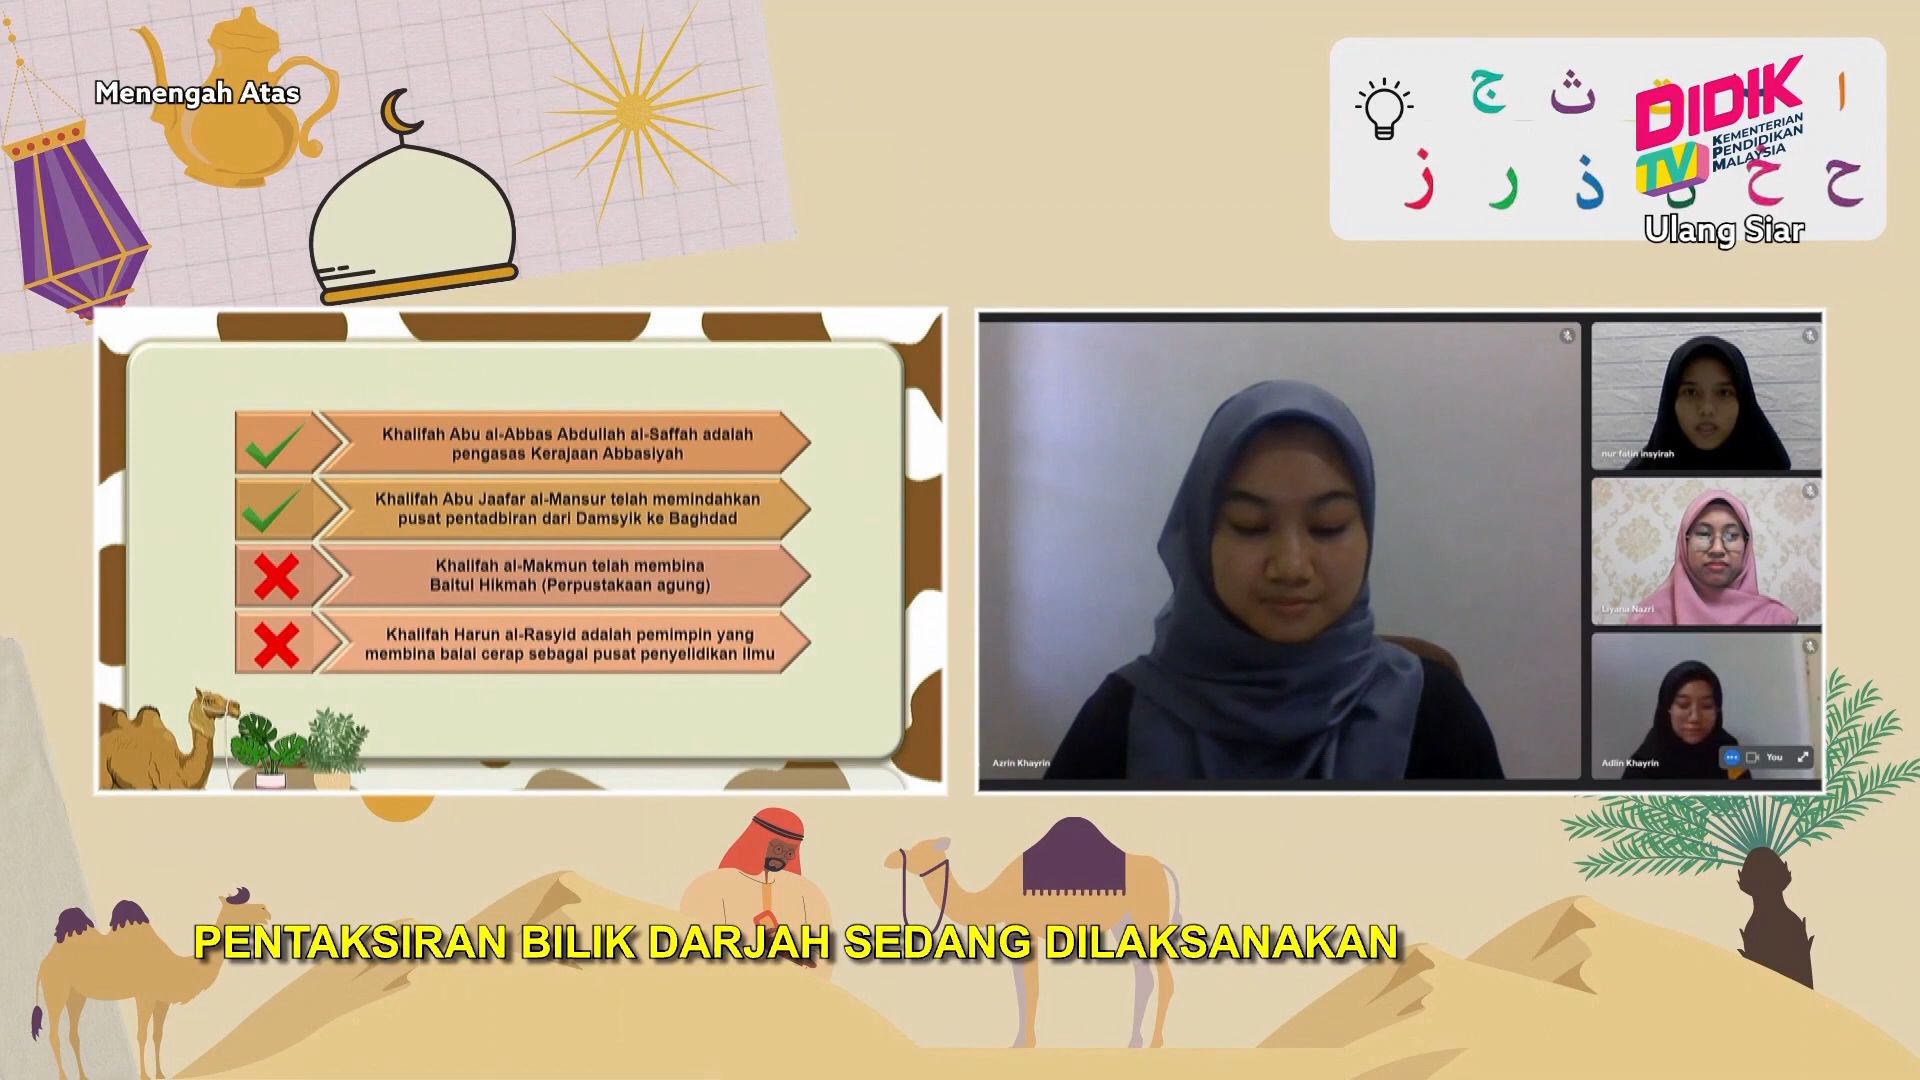 Menengah Atas
ث ج
ا
DIDIK
TV
KEMENTERIAN
PENDIDIKAN
MALAYSIA
ح خ ذ ر ز
Ulang Siar
Khalifah Abu al-Abbas Abdullah al-Saffah adalah
pengasas Kerajaan Abbasiyah
Khalifah Abu Jaafar al-Mansur telah memindahkan
pusat pentadbiran dari Damsyik ke Baghdad
Khalifah al-Makmun telah membina
Baitul Hikmah (Perpustakaan agung)
Khalifah Harun al-Rasyid adalah pemimpin yang
membina balai cerap sebagai pusat penyelidikan ilmu
nur fatin insyirah
Liyana Nazri
Azrin Khayrin
Adlin Khayrin
You
PENTAKSIRAN BILIK DARJAH SEDANG DILAKSANAKAN